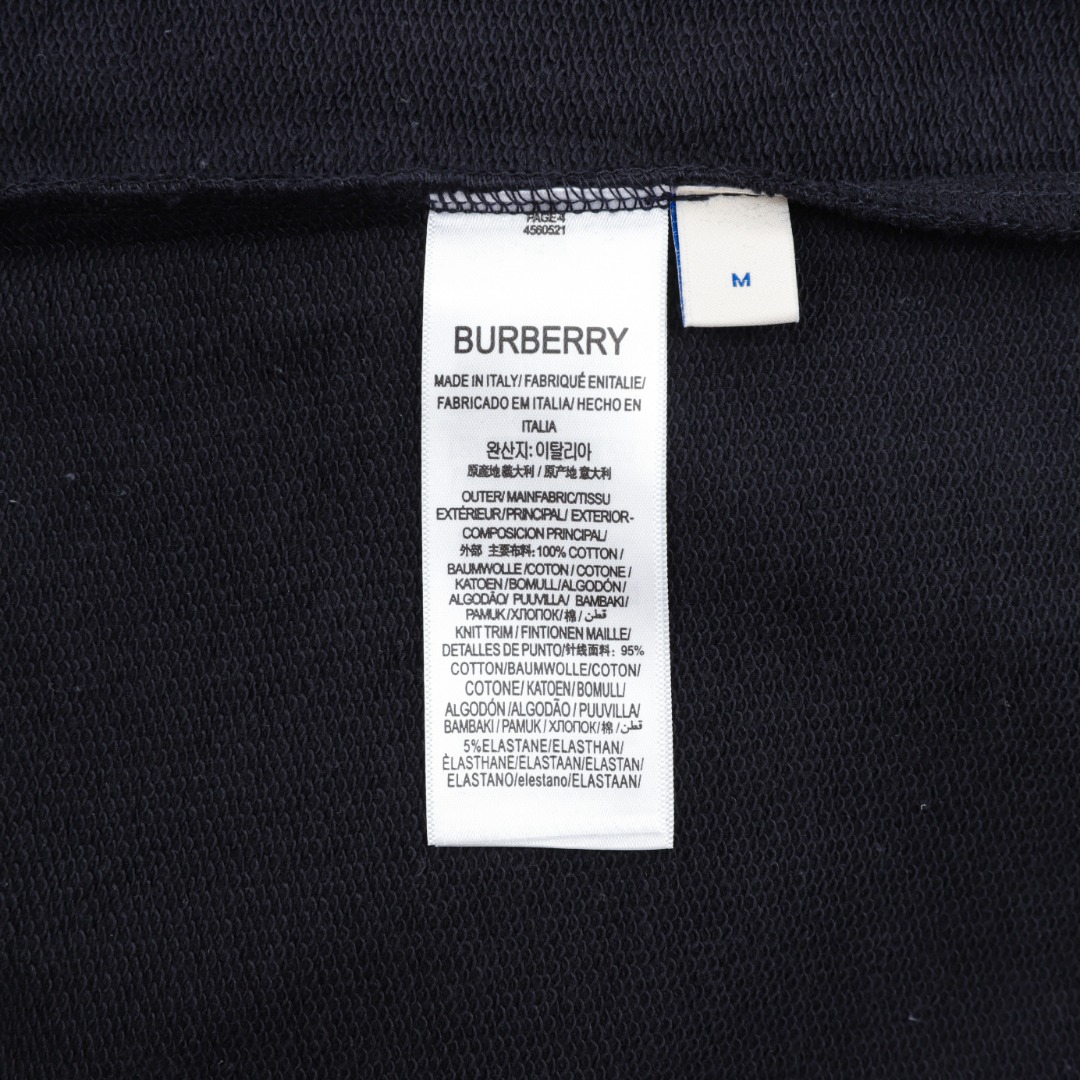 PAGE 4
4560521
M
BURBERRY
MADE IN ITALY/ FABRIQUÉ ENITALIE/
FABRICADO EM ITALIA/ HECHO EN
ITALIA
완산지: 이탈리아
原産地義大利 / 原产地意大利
OUTER/ MAINFABRIC/TISSU
EXTÉRIEUR/PRINCIPAL/ EXTERIOR-
COMPOSICION PRINCIPAL/
外部 主要布料: 100% COTTON /
BAUMWOLLE /COTON / COTONE /
KATOEN / BOMULL/ALGODÓN /
ALGODÃO/ PUUVILLA/ BAMBAKI /
PAMUK/ХЛОПОК/棉 / قطن /
KNIT TRIM / FINTIONEN MAILLE/
DETALLES DE PUNTO/针线面料: 95%
COTTON/BAUMWOLLE/COTON/
COTONE/ KATOEN/ BOMULL/
ALGODÓN /ALGODÃO / PUUVILLA/
BAMBAKI / PAMUK / ХЛОПОК/棉 / قطن/
5%ELASTANE/ELASTHAN/
ÈLASTHANE/ELASTAAN/ELASTAN/
ELASTANO/elestano/ELASTAAN/